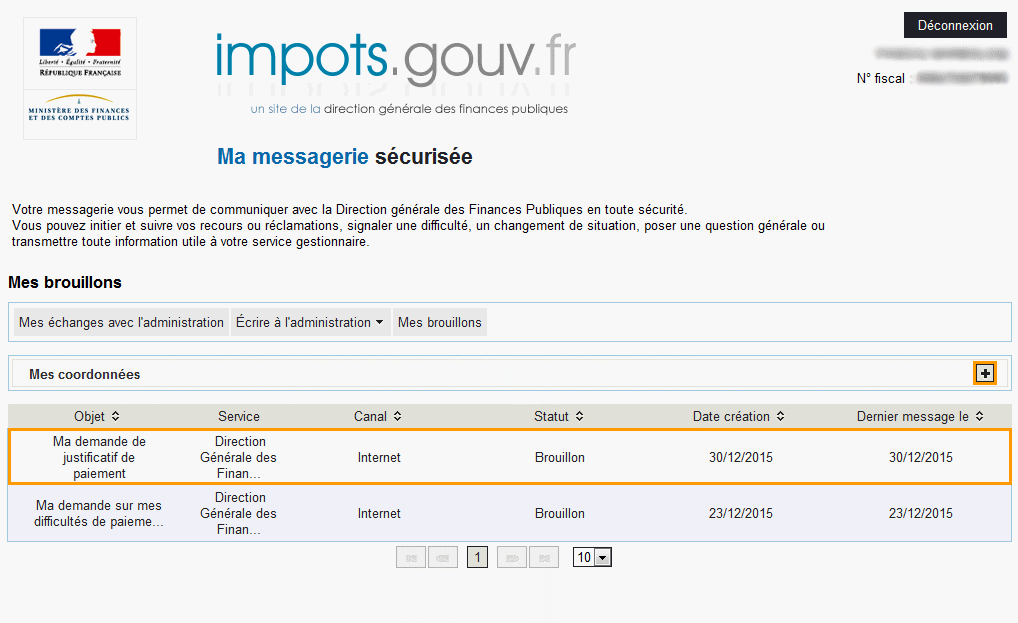 Déconnexion
N° fiscal :
Liberté • Égalité • Fraternité
RÉPUBLIQUE FRANÇAISE
MINISTÈRE DES FINANCES
ET DES COMPTES PUBLICS
impots.gouv.fr
un site de la direction générale des finances publiques
Ma messagerie sécurisée
Votre messagerie vous permet de communiquer avec la Direction générale des Finances Publiques en toute sécurité.
Vous pouvez initier et suivre vos recours ou réclamations, signaler une difficulté, un changement de situation, poser une question générale ou
transmettre toute information utile à votre service gestionnaire.
Mes brouillons
Mes échanges avec l'administration Écrire à l'administration Mes brouillons
Mes coordonnées
Objet Service Canal Statut Date création Dernier message le
Ma demande de
justificatif de
paiement
Direction
Générale des
Finan...
Internet
Brouillon
30/12/2015
30/12/2015
Ma demande sur mes
difficultés de paieme...
Direction
Générale des
Finan...
Internet
Brouillon
23/12/2015
23/12/2015
1
10